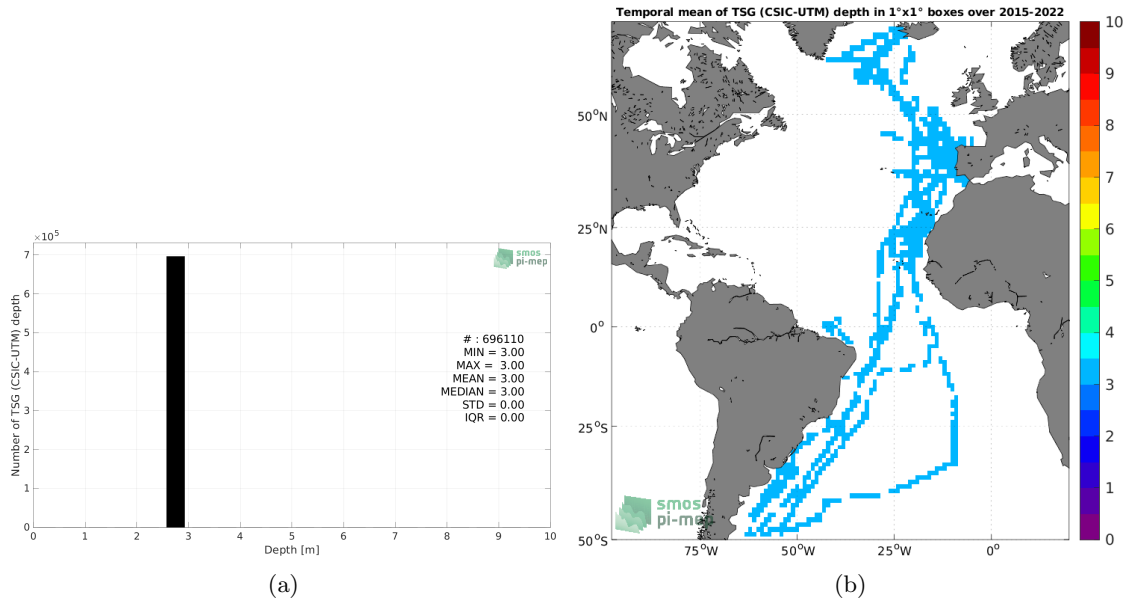 ×10⁵
7
6
5
4
3
2
1
0
0 1 2 3 4 5 6 7 8 9 10
Number of TSG (CSIC-UTM) depth
Depth [m]
smos
pi-mep
# : 696110
MIN = 3.00
MAX = 3.00
MEAN = 3.00
MEDIAN = 3.00
STD = 0.00
IQR = 0.00
(a)
Temporal mean of TSG (CSIC-UTM) depth in 1°x1° boxes over 2015-2022
50°N
25°N
0°
25°S
50°S
75°W 50°W 25°W 0°
smos
pi-mep
10
9
8
7
6
5
4
3
2
1
0
(b)